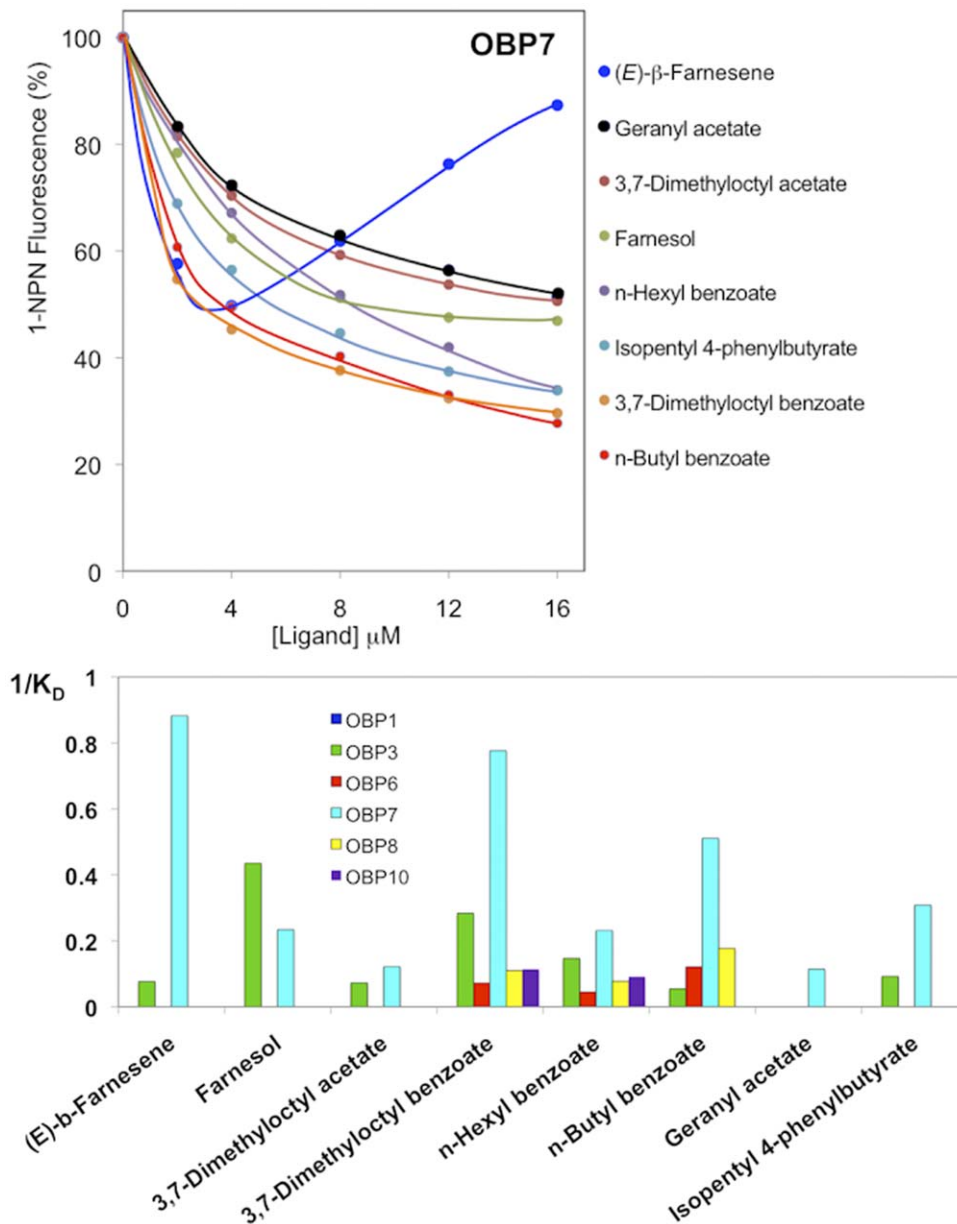 OBP7
1-NPN Fluorescence (%)
100
80
60
40
20
0
0 4 8 12 16
[Ligand] μM
(E)-β-Farnesene
Geranyl acetate
3,7-Dimethyloctyl acetate
Farnesol
n-Hexyl benzoate
Isopentyl 4-phenylbutyrate
3,7-Dimethyloctyl benzoate
n-Butyl benzoate
1/KD
1
0.8
0.6
0.4
0.2
0
OBP1
OBP3
OBP6
OBP7
OBP8
OBP10
(E)-b-Farnesene
Farnesol
3,7-Dimethyloctyl acetate
3,7-Dimethyloctyl benzoate
n-Hexyl benzoate
n-Butyl benzoate
Geranyl acetate
Isopentyl 4-phenylbutyrate